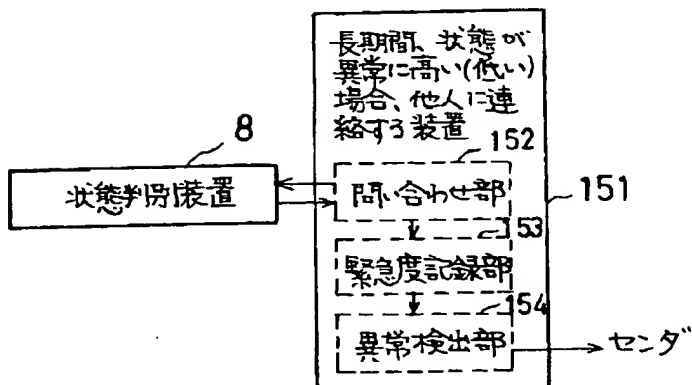 長期間、状態が
異常に高い(低い)
場合、他人に連
絡する装置
152
8
状態判別装置
問い合わせ部
151
153
緊急度記録部
154
異常検出部
センダ